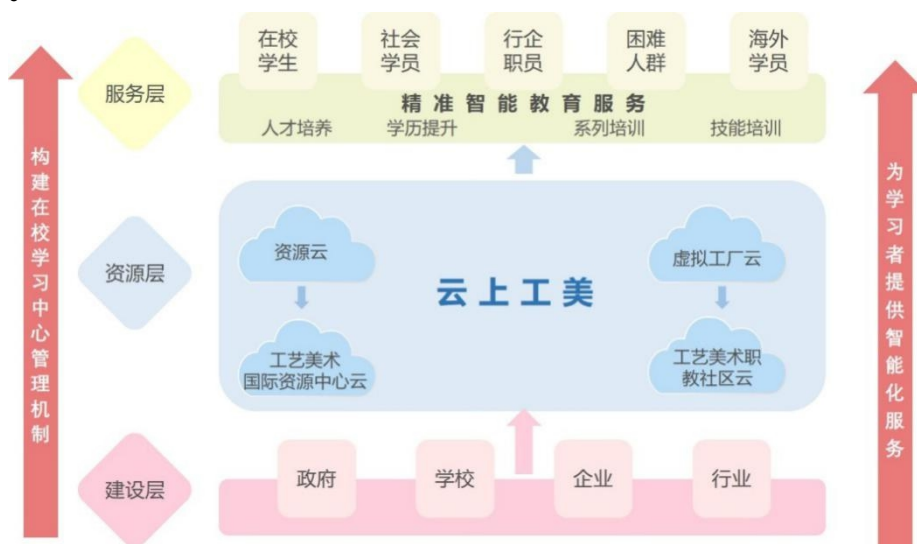 构建在校学习中心管理机制
服务层
在校
学生
社会
学员
行企
职员
困难
人群
海外
学员
精准智能教育服务
人才培养 学历提升 系列培训 技能培训
资源层
资源云
虚拟工厂云
云上工美
工艺美术
国际资源中心云
工艺美术职
教社区云
建设层
政府 学校 企业 行业
为学习者提供智能化服务